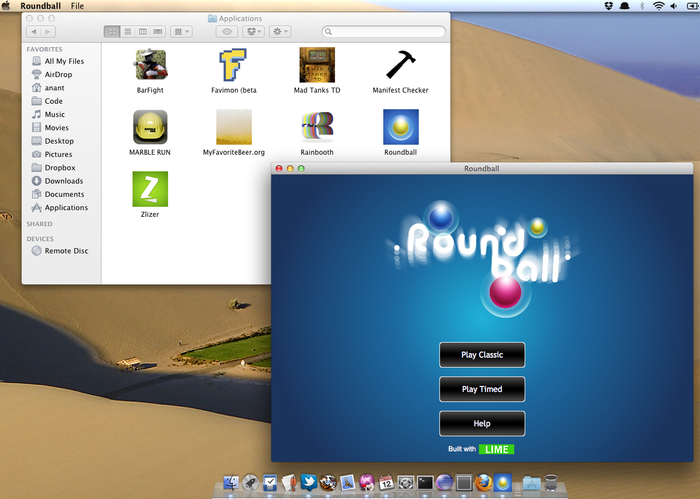 Roundball File
Applications
FAVORITES
All My Files
AirDrop
anant
Code
Music
Movies
Desktop
Pictures
Dropbox
Downloads
Documents
Applications
SHARED
DEVICES
Remote Disc
BarFight
Favimon (beta
Mad Tanks TD
Manifest Checker
MARBLE RUN
MyFavoriteBeer.org
Rainbooth
Roundball
Zlizer
Roundball
Round
ball
Play Classic
Play Timed
Help
Built with LIME
12